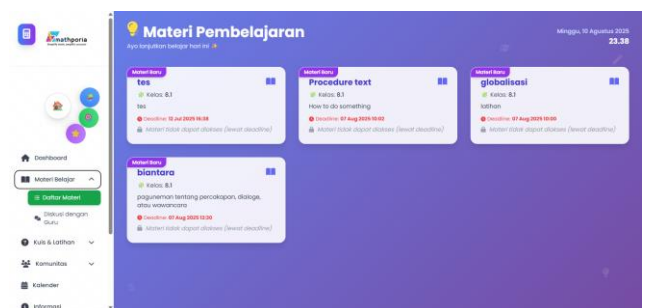 mathporia
Dashboard
Materi Belajar
Daftar Materi
Diskusi dengan
Guru
Kuis & Latihan
Komunitas
Kalender
Informasi
Materi Pembelajaran
Ayo lanjutkan belajar hari ini
Minggu, 10 Agustus 2025
23.38
Materi Baru
tes
Kelas: 8.1
tes
Deadline: 12 Jul 2025 16:38
Materi tidak dapat diakses (lewat deadline)
Materi Baru
Procedure text
Kelas: 8.1
How to do something
Deadline: 07 Aug 2025 10:02
Materi tidak dapat diakses (lewat deadline)
Materi Baru
globalisasi
Kelas: 8.1
latihan
Deadline: 07 Aug 2025 10:00
Materi tidak dapat diakses (lewat deadline)
Materi Baru
biantara
Kelas: 8.1
paguneman tentang percakapan, dialoge,
atau wawancara
Deadline: 07 Aug 2025 13:30
Materi tidak dapat diakses (lewat deadline)